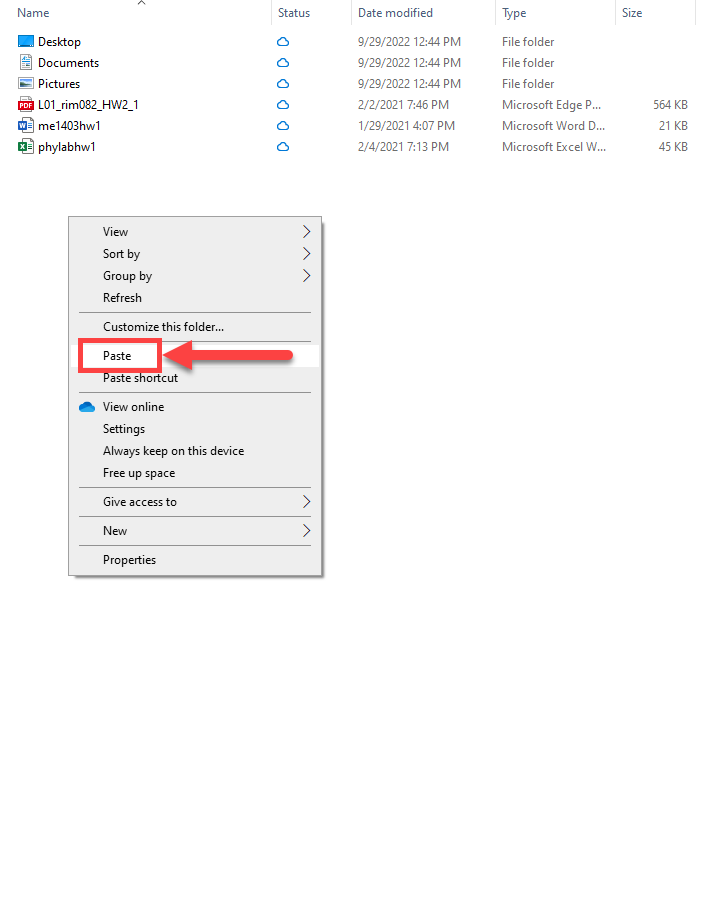 Name Status Date modified Type Size
Desktop 9/29/2022 12:44 PM File folder
Documents 9/29/2022 12:44 PM File folder
Pictures 9/29/2022 12:44 PM File folder
PDF L01_rim082_HW2_1 2/2/2021 7:46 PM Microsoft Edge P... 564 KB
W me1403hw1 1/29/2021 4:07 PM Microsoft Word D... 21 KB
X phylabhw1 2/4/2021 7:13 PM Microsoft Excel W... 45 KB
View
Sort by
Group by
Refresh
Customize this folder...
Paste
Paste shortcut
View online
Settings
Always keep on this device
Free up space
Give access to
New
Properties